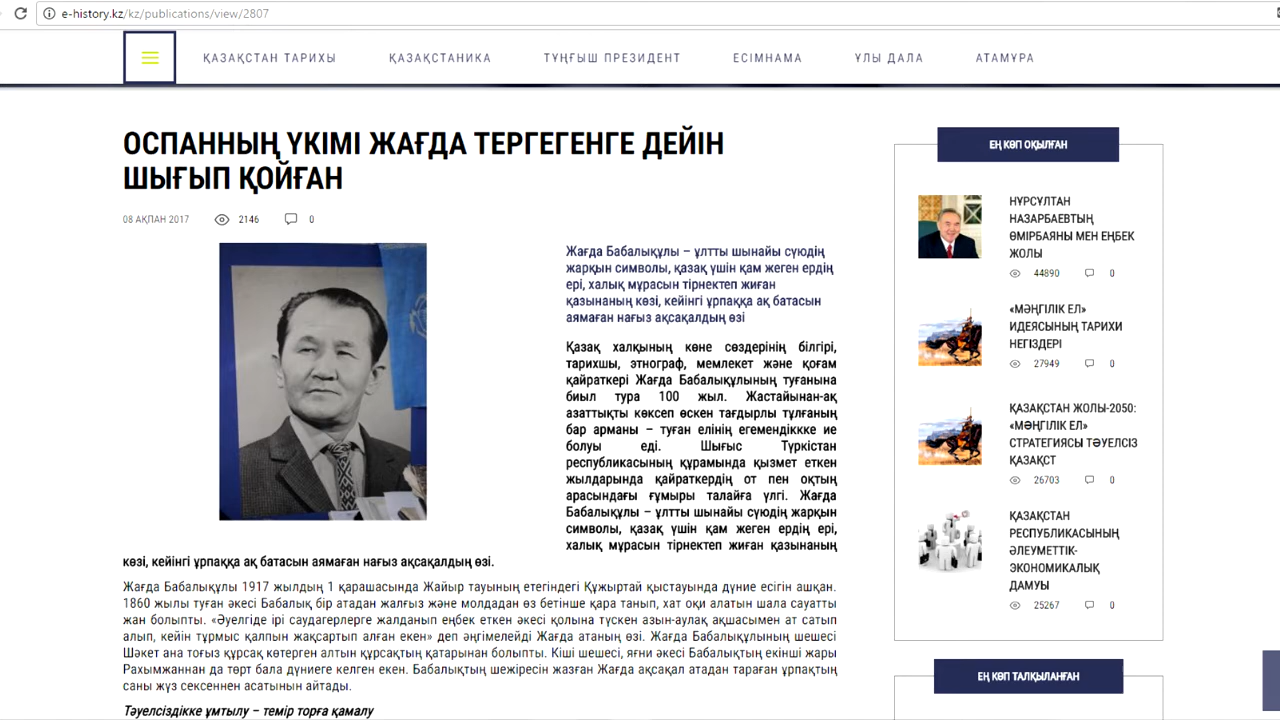 e-history.kz/kz/publications/view/2807
ҚАЗАҚСТАН ТАРИХЫ ҚАЗАҚСТАНИКА ТҰҢҒЫШ ПРЕЗИДЕНТ ЕСІМНАМА ҰЛЫ ДАЛА АТАМҰРА
ОСПАННЫҢ ҮКІМІ ЖАҒДА ТЕРГЕГЕНГЕ ДЕЙІН
ШЫҒЫП ҚОЙҒАН
08 АҚПАН 2017 2146 0
Жағда Бабалықұлы – ұлтты шынайы сүюдің
жарқын символы, қазақ үшін қам жеген ердің
ері, халық мұрасын тірнектеп жиған
қазынаның көзі, кейінгі ұрпаққа ақ батасын
аямаған нағыз ақсақалдың өзі
Қазақ халқының көне сөздерінің білгірі,
тарихшы, этнограф, мемлекет және қоғам
қайраткері Жағда Бабалықұлының туғанына
биыл тура 100 жыл. Жастайынан-ақ
азаттықты көксеп өскен тағдырлы тұлғаның
бар арманы – туған елінің егемендіккке ие
болуы еді. Шығыс Түркістан
республикасының құрамында қызмет еткен
жылдарында қайраткердің от пен оқтың
арасындағы ғұмыры талайға үлгі. Жағда
Бабалықұлы – ұлтты шынайы сүюдің жарқын
символы, қазақ үшін қам жеген ердің ері,
халық мұрасын тірнектеп жиған қазынаның
көзі, кейінгі ұрпаққа ақ батасын аямаған нағыз ақсақалдың өзі.
Жағда Бабалықұлы 1917 жылдың 1 қарашасында Жайыр тауының етегіндегі Құжыртай қыстауында дүние есігін ашқан.
1860 жылы туған әкесі Бабалық бір атадан жалғыз және молдадан өз бетінше қара танып, хат оқи алатын шала сауатты
жан болыпты. «Әуелгіде ірі саудагерлерге жалданып еңбек еткен әкесі қолына түскен азын-аулақ ақшасымен ат сатып
алып, кейін тұрмыс қалпын жақсартып алған екен» деп әңгімелейді Жағда атаның өзі. Жағда Бабалықұлының шешесі
Шәкет ана тоғыз құрсақ көтерген алтын құрсақтың қатарынан болыпты. Кіші шешесі, яғни әкесі Бабалықтың екінші жары
Рахымжаннан да төрт бала дүниеге келген екен. Бабалықтың шежіресін жазған Жағда ақсақал атадан тараған ұрпақтың
саны жүз сексеннен асатынын айтады.
Тәуелсіздікке ұмтылу – темір торға қамалу
ЕҢ КӨП ОҚЫЛҒАН
НҰРСҰЛТАН
НАЗАРБАЕВТЫҢ
ӨМІРБАЯНЫ МЕН ЕҢБЕК
ЖОЛЫ
44890 0
«МӘҢГІЛІК ЕЛ»
ИДЕЯСЫНЫҢ ТАРИХИ
НЕГІЗДЕРІ
27949 0
ҚАЗАҚСТАН ЖОЛЫ-2050:
«МӘҢГІЛІК ЕЛ»
СТРАТЕГИЯСЫ ТӘУЕЛСІЗ
ҚАЗАҚСТ
26703 0
ҚАЗАҚСТАН
РЕСПУБЛИКАСЫНЫҢ
ӘЛЕУМЕТТІК-
ЭКОНОМИКАЛЫҚ
ДАМУЫ
25267 0
ЕҢ КӨП ТАЛҚЫЛАНҒАН